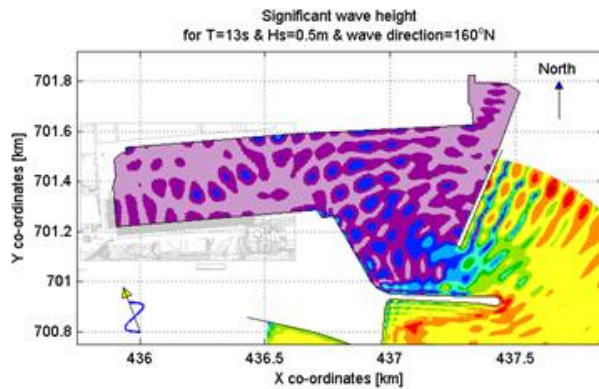 Significant wave height
for T=13s & Hs=0.5m & wave direction=160°N
North
701.8
701.6
701.4
701.2
701
700.8
Y co-ordinates [km]
436
436.5
437
437.5
X co-ordinates [km]